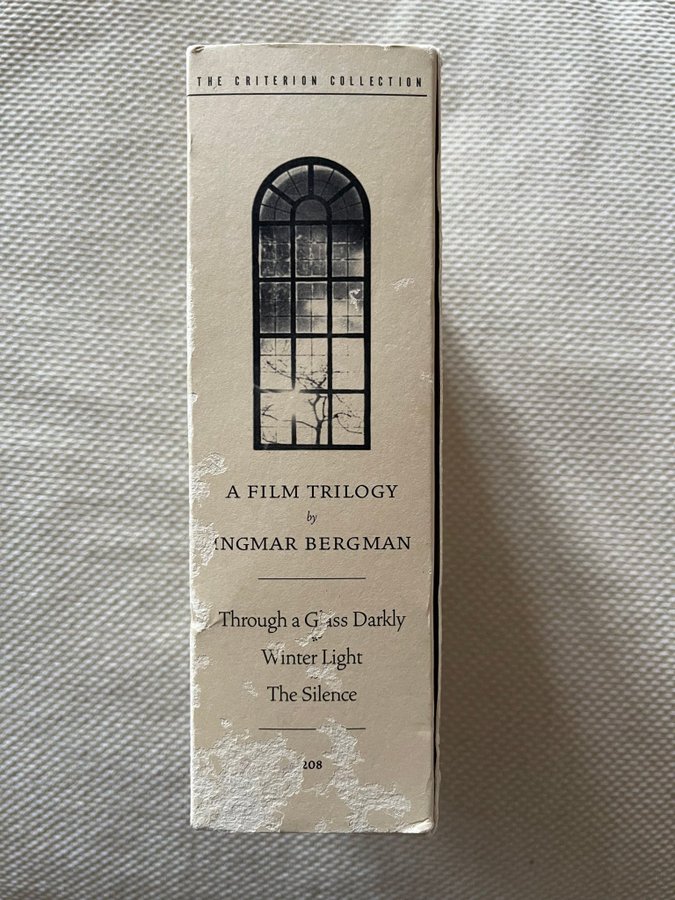 THE CRITERION COLLECTION
A FILM TRILOGY
by
INGMAR BERGMAN
Through a Glass Darkly
Winter Light
The Silence
208